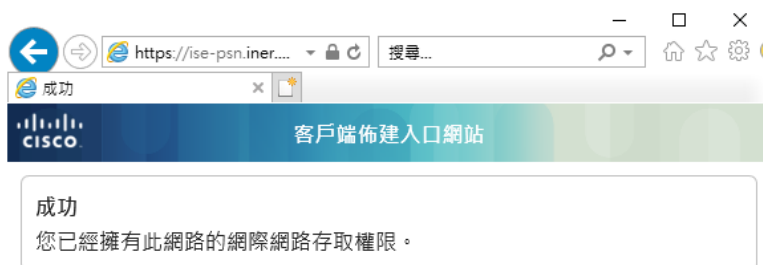 https://ise-psn.iner....
搜尋...
成功
CISCO
客戶端佈建入口網站
成功
您已經擁有此網路的網際網路存取權限。